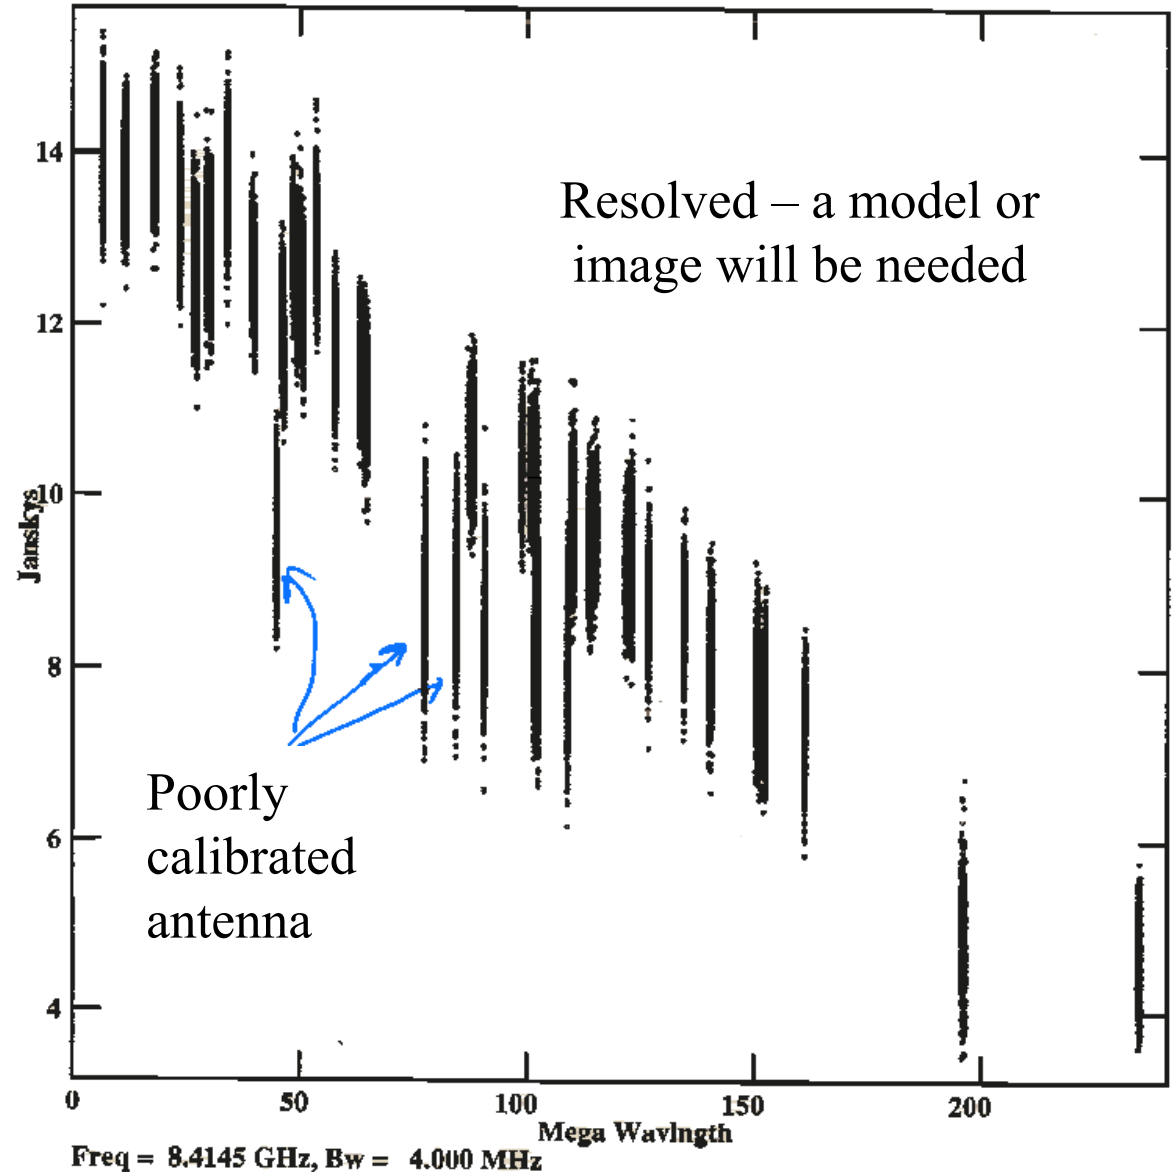 14
Resolved – a model or
image will be needed
12
10
Janskys
8
Poorly
calibrated
antenna
6
4
0 50 100 150 200
Mega Wavlngth
Freq = 8.4145 GHz, Bw = 4.000 MHz